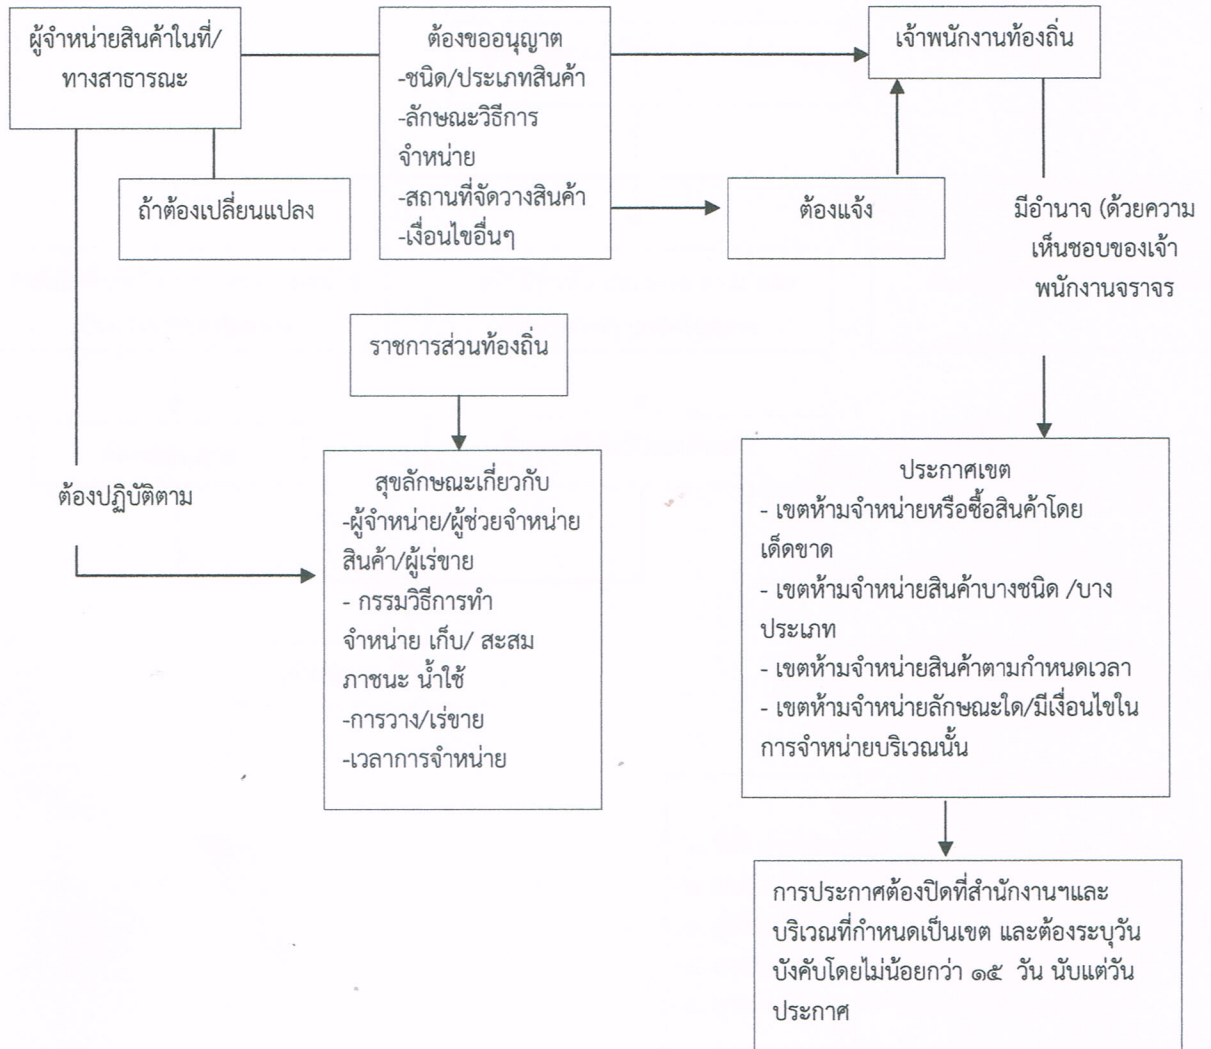 ผู้จำหน่ายสินค้าในที่/
ทางสาธารณะ
ต้องขออนุญาต
-ชนิด/ประเภทสินค้า
-ลักษณะวิธีการ
จำหน่าย
-สถานที่จัดวางสินค้า
-เงื่อนไขอื่นๆ
เจ้าพนักงานท้องถิ่น
ถ้าต้องเปลี่ยนแปลง
ต้องแจ้ง
มีอำนาจ (ด้วยความ
เห็นชอบของเจ้า
พนักงานจราจร
ราชการส่วนท้องถิ่น
ต้องปฏิบัติตาม
สุขลักษณะเกี่ยวกับ
-ผู้จำหน่าย/ผู้ช่วยจำหน่าย
สินค้า/ผู้เร่ขาย
- กรรมวิธีการทำ
จำหน่าย เก็บ/ สะสม
ภาชนะ น้ำใช้
-การวาง/เร่ขาย
-เวลาการจำหน่าย
ประกาศเขต
- เขตห้ามจำหน่ายหรือซื้อสินค้าโดย
เด็ดขาด
- เขตห้ามจำหน่ายสินค้าบางชนิด /บาง
ประเภท
- เขตห้ามจำหน่ายสินค้าตามกำหนดเวลา
- เขตห้ามจำหน่ายลักษณะใด/มีเงื่อนไขใน
การจำหน่ายบริเวณนั้น
การประกาศต้องปิดที่สำนักงานฯและ
บริเวณที่กำหนดเป็นเขต และต้องระบุวัน
บังคับโดยไม่น้อยกว่า ๑๕ วัน นับแต่วัน
ประกาศ